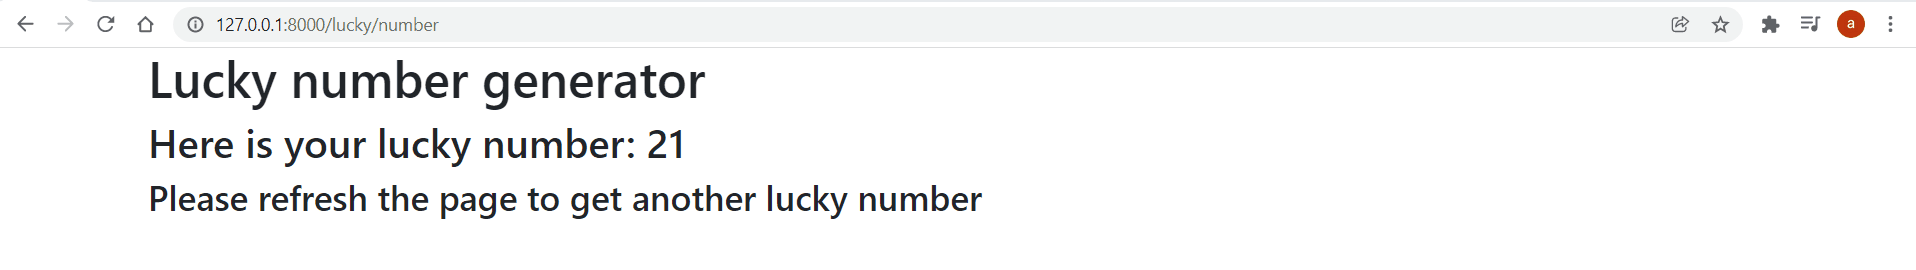 127.0.0.1:8000/lucky/number
a
Lucky number generator
Here is your lucky number: 21
Please refresh the page to get another lucky number